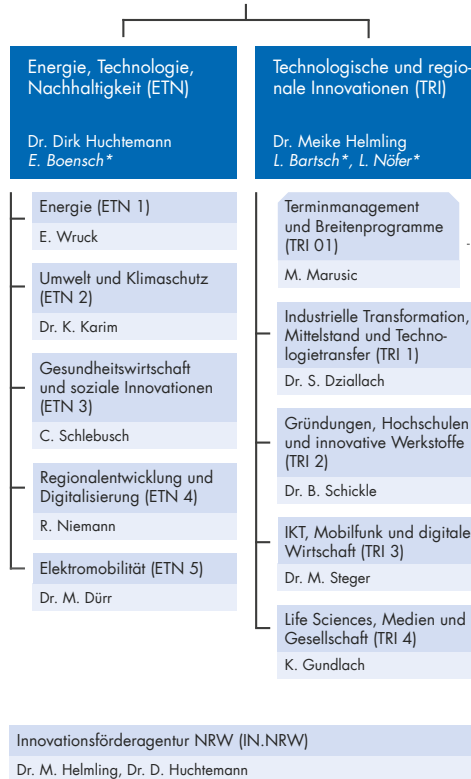 Energie, Technologie,
Nachhaltigkeit (ETN)
Dr. Dirk Huchtemann
E. Boensch*
Energie (ETN 1)
E. Wruck
Umwelt und Klimaschutz
(ETN 2)
Dr. K. Karim
Gesundheitswirtschaft
und soziale Innovationen
(ETN 3)
C. Schlebusch
Regionalentwicklung und
Digitalisierung (ETN 4)
R. Niemann
Elektromobilität (ETN 5)
Dr. M. Dürr
Technologische und regio-
nale Innovationen (TRI)
Dr. Meike Helmling
L. Bartsch*, L. Nöfer*
Terminmanagement
und Breitenprogramme
(TRI 01)
M. Marusic
Industrielle Transformation,
Mittelstand und Techno-
logietransfer (TRI 1)
Dr. S. Dziallach
Gründungen, Hochschulen
und innovative Werkstoffe
(TRI 2)
Dr. B. Schickle
IKT, Mobilfunk und digitale
Wirtschaft (TRI 3)
Dr. M. Steger
Life Sciences, Medien und
Gesellschaft (TRI 4)
K. Gundlach
Innovationsförderagentur NRW (IN.NRW)
Dr. M. Helmling, Dr. D. Huchtemann